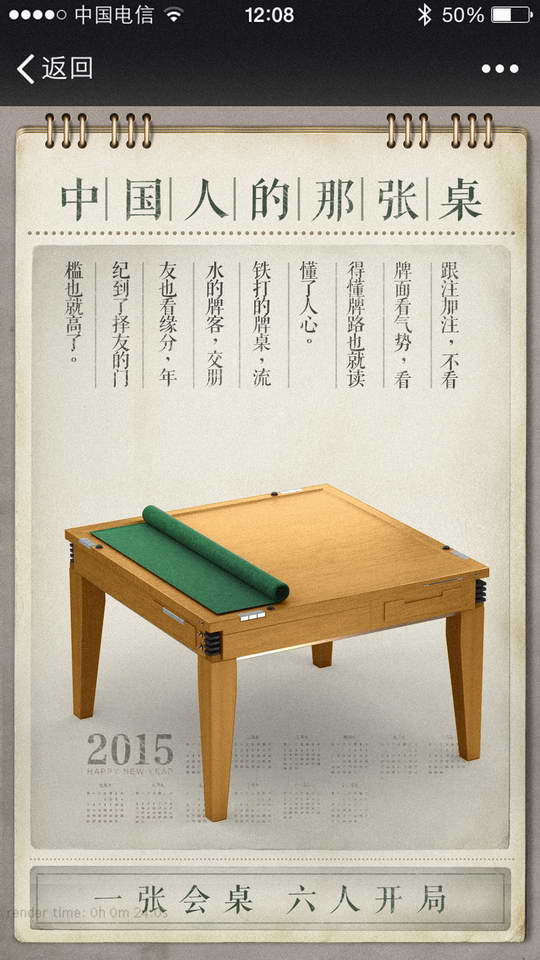 中国电信
12:08
50%
返回
中国人的那张桌
跟注加注,不看
牌面看气势,看
得懂牌路也就读
懂了人心。
铁打的牌桌,流
水的牌客,交朋
友也看缘分,年
纪到了择友的门
槛也就高了。
2015
HAPPY NEW YEAR
一张会桌 六人开局
render time: 0h 0m 24.0s